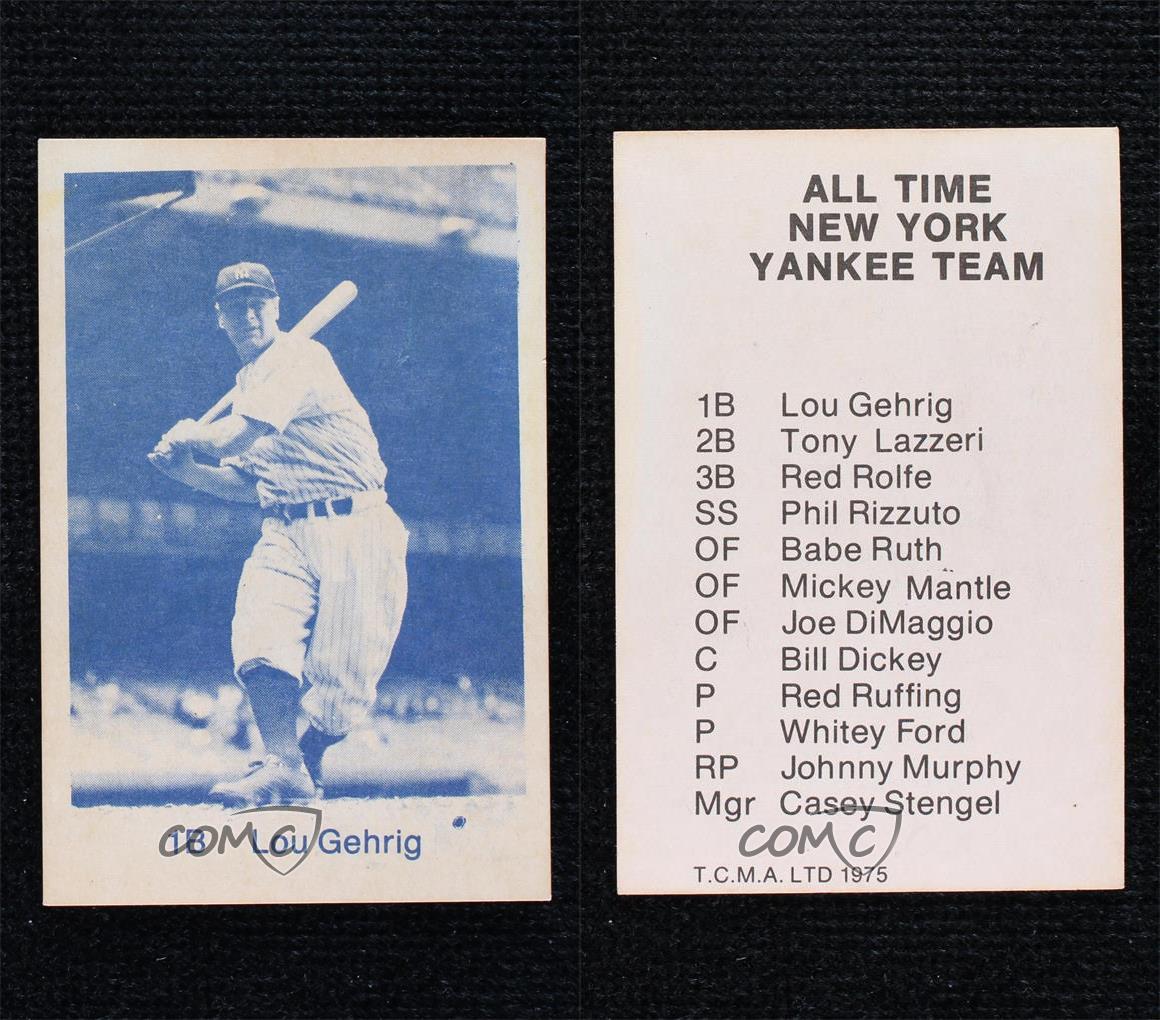 NY
1B Lou Gehrig
COMC
ALL TIME
NEW YORK
YANKEE TEAM
1B Lou Gehrig
2B Tony Lazzeri
3B Red Rolfe
SS Phil Rizzuto
OF Babe Ruth
OF Mickey Mantle
OF Joe DiMaggio
C Bill Dickey
P Red Ruffing
P Whitey Ford
RP Johnny Murphy
Mgr Casey Stengel
COMC
T.C.M.A. LTD 1975